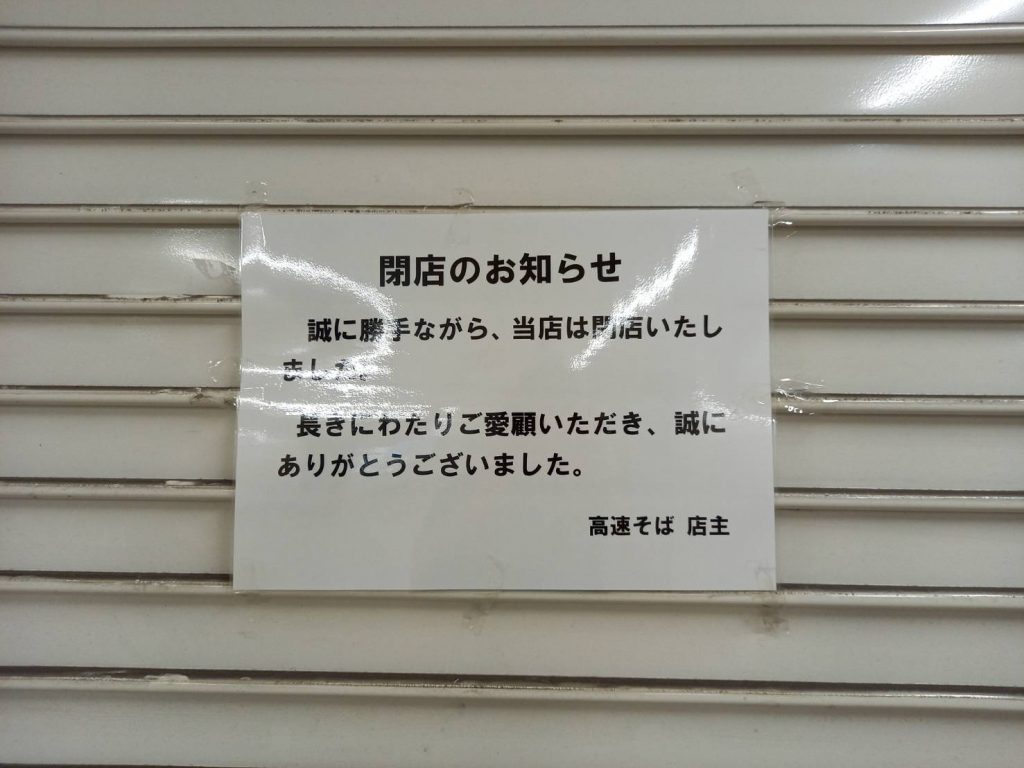 閉店のお知らせ
誠に勝手ながら、当店は閉店いたし
ました。
長きにわたりご愛顧いただき、誠に
ありがとうございました。
高速そば 店主